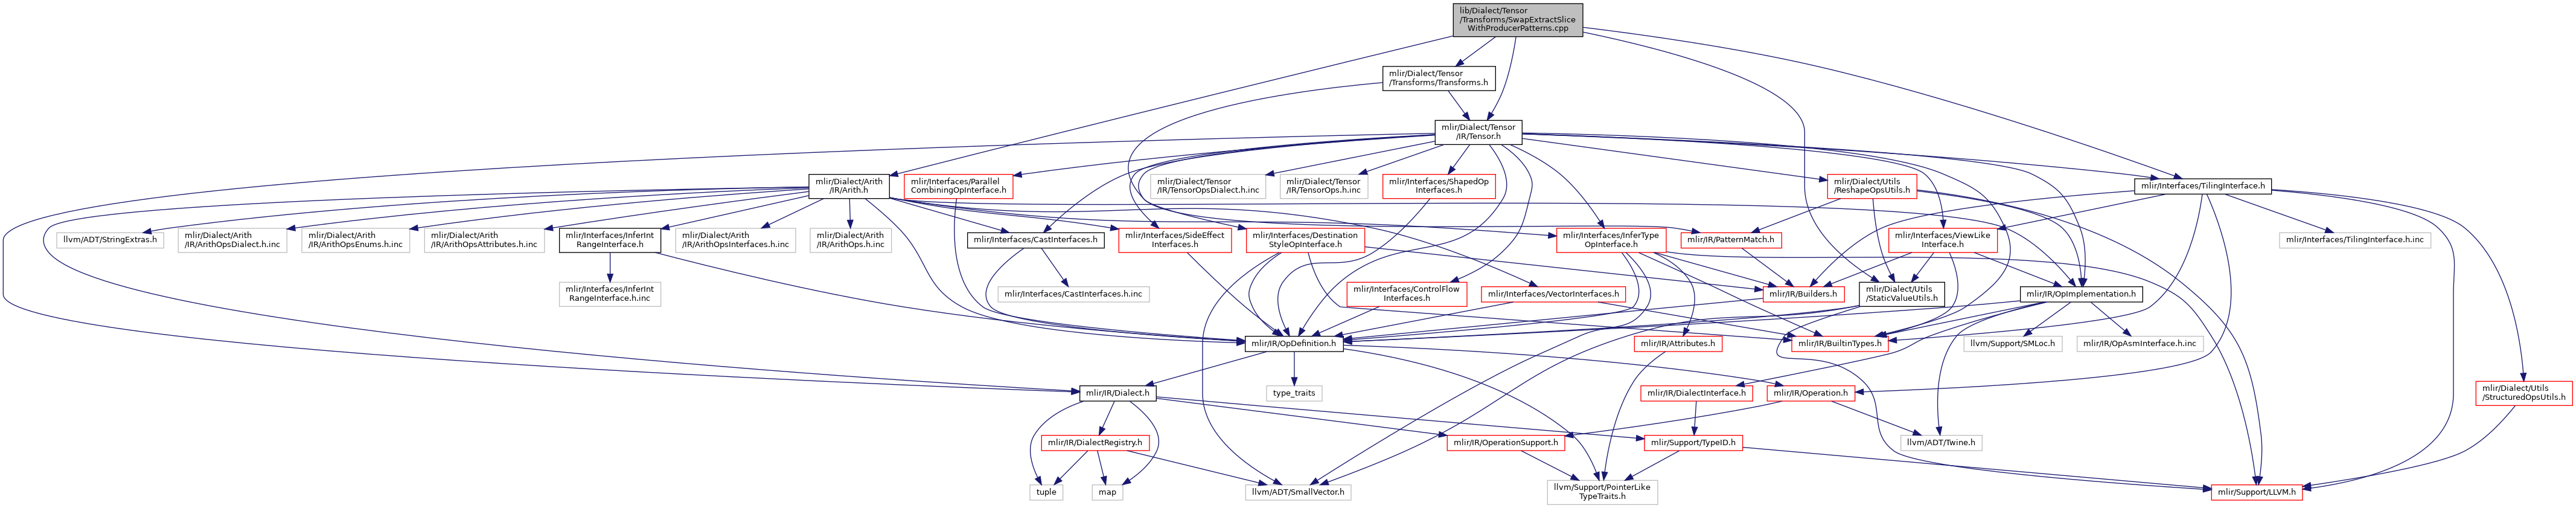 lib/Dialect/Tensor
/Transforms/SwapExtractSlice
WithProducerPatterns.cpp
mlir/Dialect/Tensor
/Transforms/Transforms.h
mlir/Dialect/Tensor
/IR/Tensor.h
mlir/Dialect/Arith
/IR/Arith.h
mlir/Interfaces/Parallel
CombiningOpInterface.h
mlir/Dialect/Tensor
/IR/TensorOpsDialect.h.inc
mlir/Dialect/Tensor
/IR/TensorOps.h.inc
mlir/Interfaces/ShapedOp
Interfaces.h
mlir/Dialect/Utils
/ReshapeOpsUtils.h
mlir/Interfaces/TilingInterface.h
llvm/ADT/StringExtras.h
mlir/Dialect/Arith
/IR/ArithOpsDialect.h.inc
mlir/Dialect/Arith
/IR/ArithOpsEnums.h.inc
mlir/Dialect/Arith
/IR/ArithOpsAttributes.h.inc
mlir/Interfaces/InferInt
RangeInterface.h
mlir/Dialect/Arith
/IR/ArithOpsInterfaces.h.inc
mlir/Dialect/Arith
/IR/ArithOps.h.inc
mlir/Interfaces/CastInterfaces.h
mlir/Interfaces/SideEffect
Interfaces.h
mlir/Interfaces/Destination
StyleOpInterface.h
mlir/Interfaces/InferType
OpInterface.h
mlir/IR/PatternMatch.h
mlir/Interfaces/ViewLike
Interface.h
mlir/Interfaces/TilingInterface.h.inc
mlir/Interfaces/InferInt
RangeInterface.h.inc
mlir/Interfaces/CastInterfaces.h.inc
mlir/Interfaces/ControlFlow
Interfaces.h
mlir/Interfaces/VectorInterfaces.h
mlir/IR/Builders.h
mlir/Dialect/Utils
/StaticValueUtils.h
mlir/IR/OpImplementation.h
mlir/IR/OpDefinition.h
mlir/IR/Attributes.h
mlir/IR/BuiltinTypes.h
llvm/Support/SMLoc.h
mlir/IR/OpAsmInterface.h.inc
mlir/IR/Dialect.h
type_traits
mlir/IR/DialectInterface.h
mlir/IR/Operation.h
mlir/Dialect/Utils
/StructuredOpsUtils.h
mlir/IR/DialectRegistry.h
mlir/IR/OperationSupport.h
mlir/Support/TypeID.h
llvm/ADT/Twine.h
tuple
map
llvm/ADT/SmallVector.h
llvm/Support/PointerLike
TypeTraits.h
mlir/Support/LLVM.h